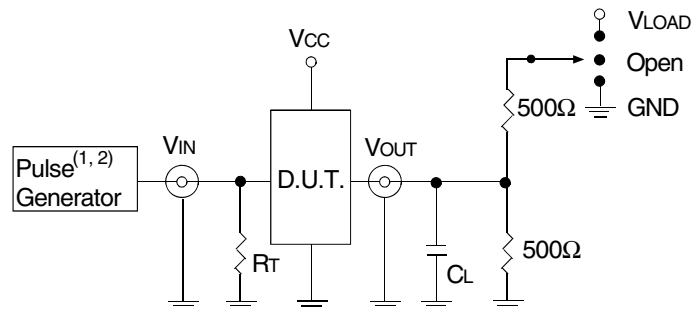 VLOAD
VCC
Open
500Ω
GND
VIN
VOUT
Pulse(1, 2)
Generator
D.U.T.
RT
CL
500Ω